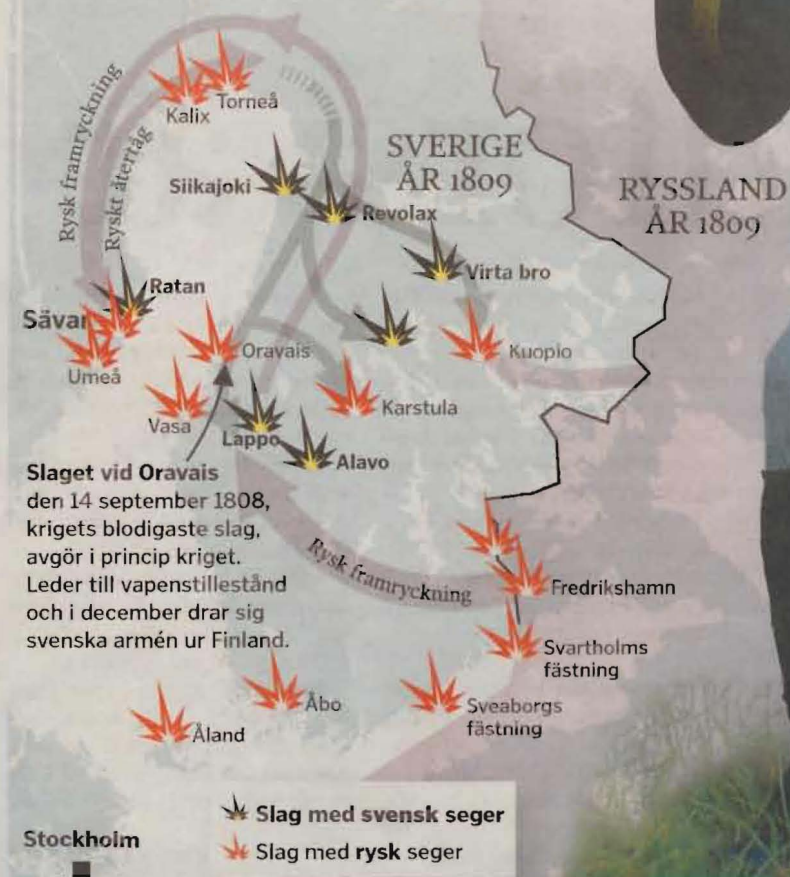 Rysk framryckning
Ryskt återtåg
Kalix
Torneå
SVERIGE
ÅR 1809
RYSSLAND
ÅR 1809
Siikajoki
Revolax
Virta bro
Ratan
Sävar
Umeå
Oravais
Kuopio
Vasa
Karstula
Lappo
Alavo
Slaget vid Oravais
den 14 september 1808,
krigets blodigaste slag,
avgör i princip kriget.
Leder till vapenstillestånd
och i december drar sig
svenska armén ur Finland.
Rysk framryckning
Fredrikshamn
Svartholms
fästning
Åbo
Åland
Sveaborgs
fästning
Slag med svensk seger
Slag med rysk seger
Stockholm